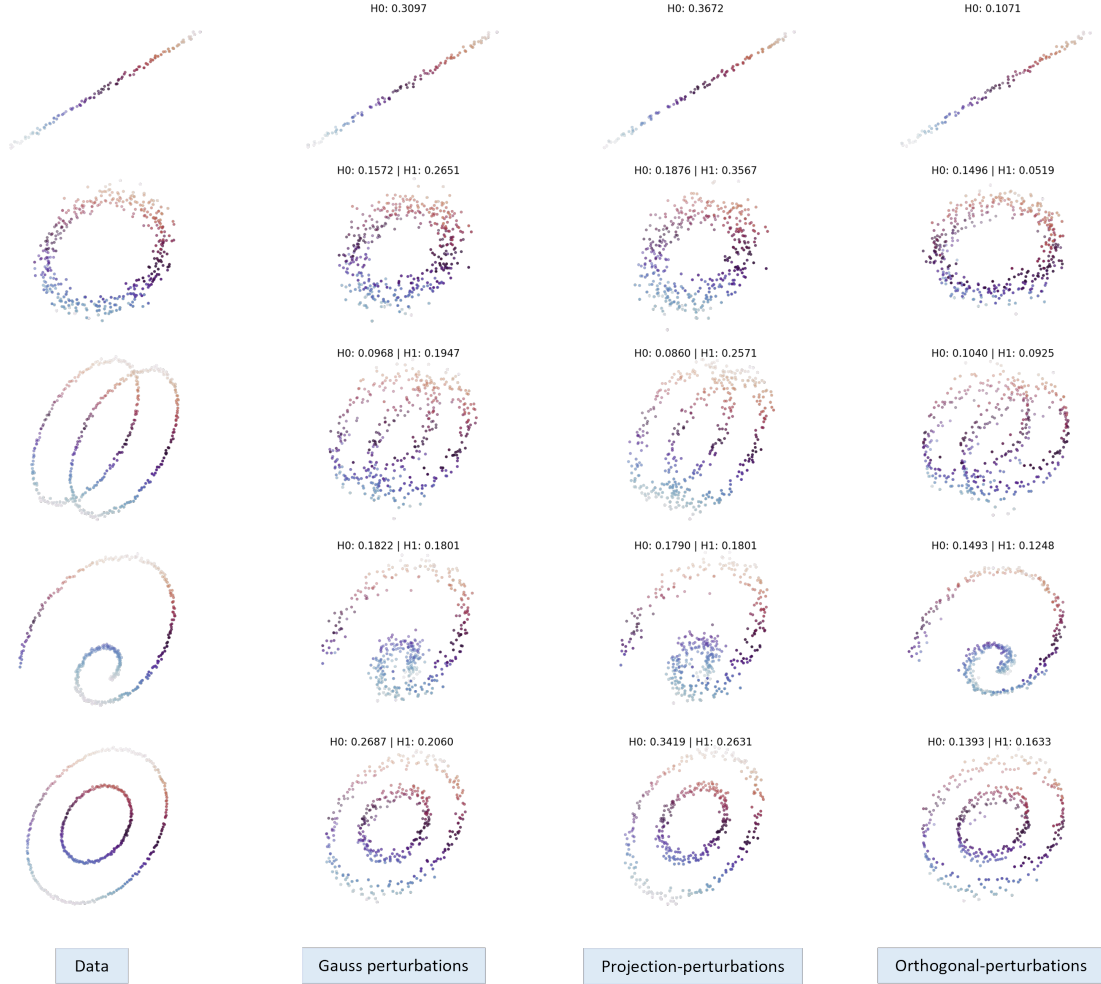 H0: 0.3097
H0: 0.3672
H0: 0.1071
H0: 0.1572 | H1: 0.2651
H0: 0.1876 | H1: 0.3567
H0: 0.1496 | H1: 0.0519
H0: 0.0968 | H1: 0.1947
H0: 0.0860 | H1: 0.2571
H0: 0.1040 | H1: 0.0925
H0: 0.1822 | H1: 0.1801
H0: 0.1790 | H1: 0.1801
H0: 0.1493 | H1: 0.1248
H0: 0.2687 | H1: 0.2060
H0: 0.3419 | H1: 0.2631
H0: 0.1393 | H1: 0.1633
Data
Gauss perturbations
Projection-perturbations
Orthogonal-perturbations